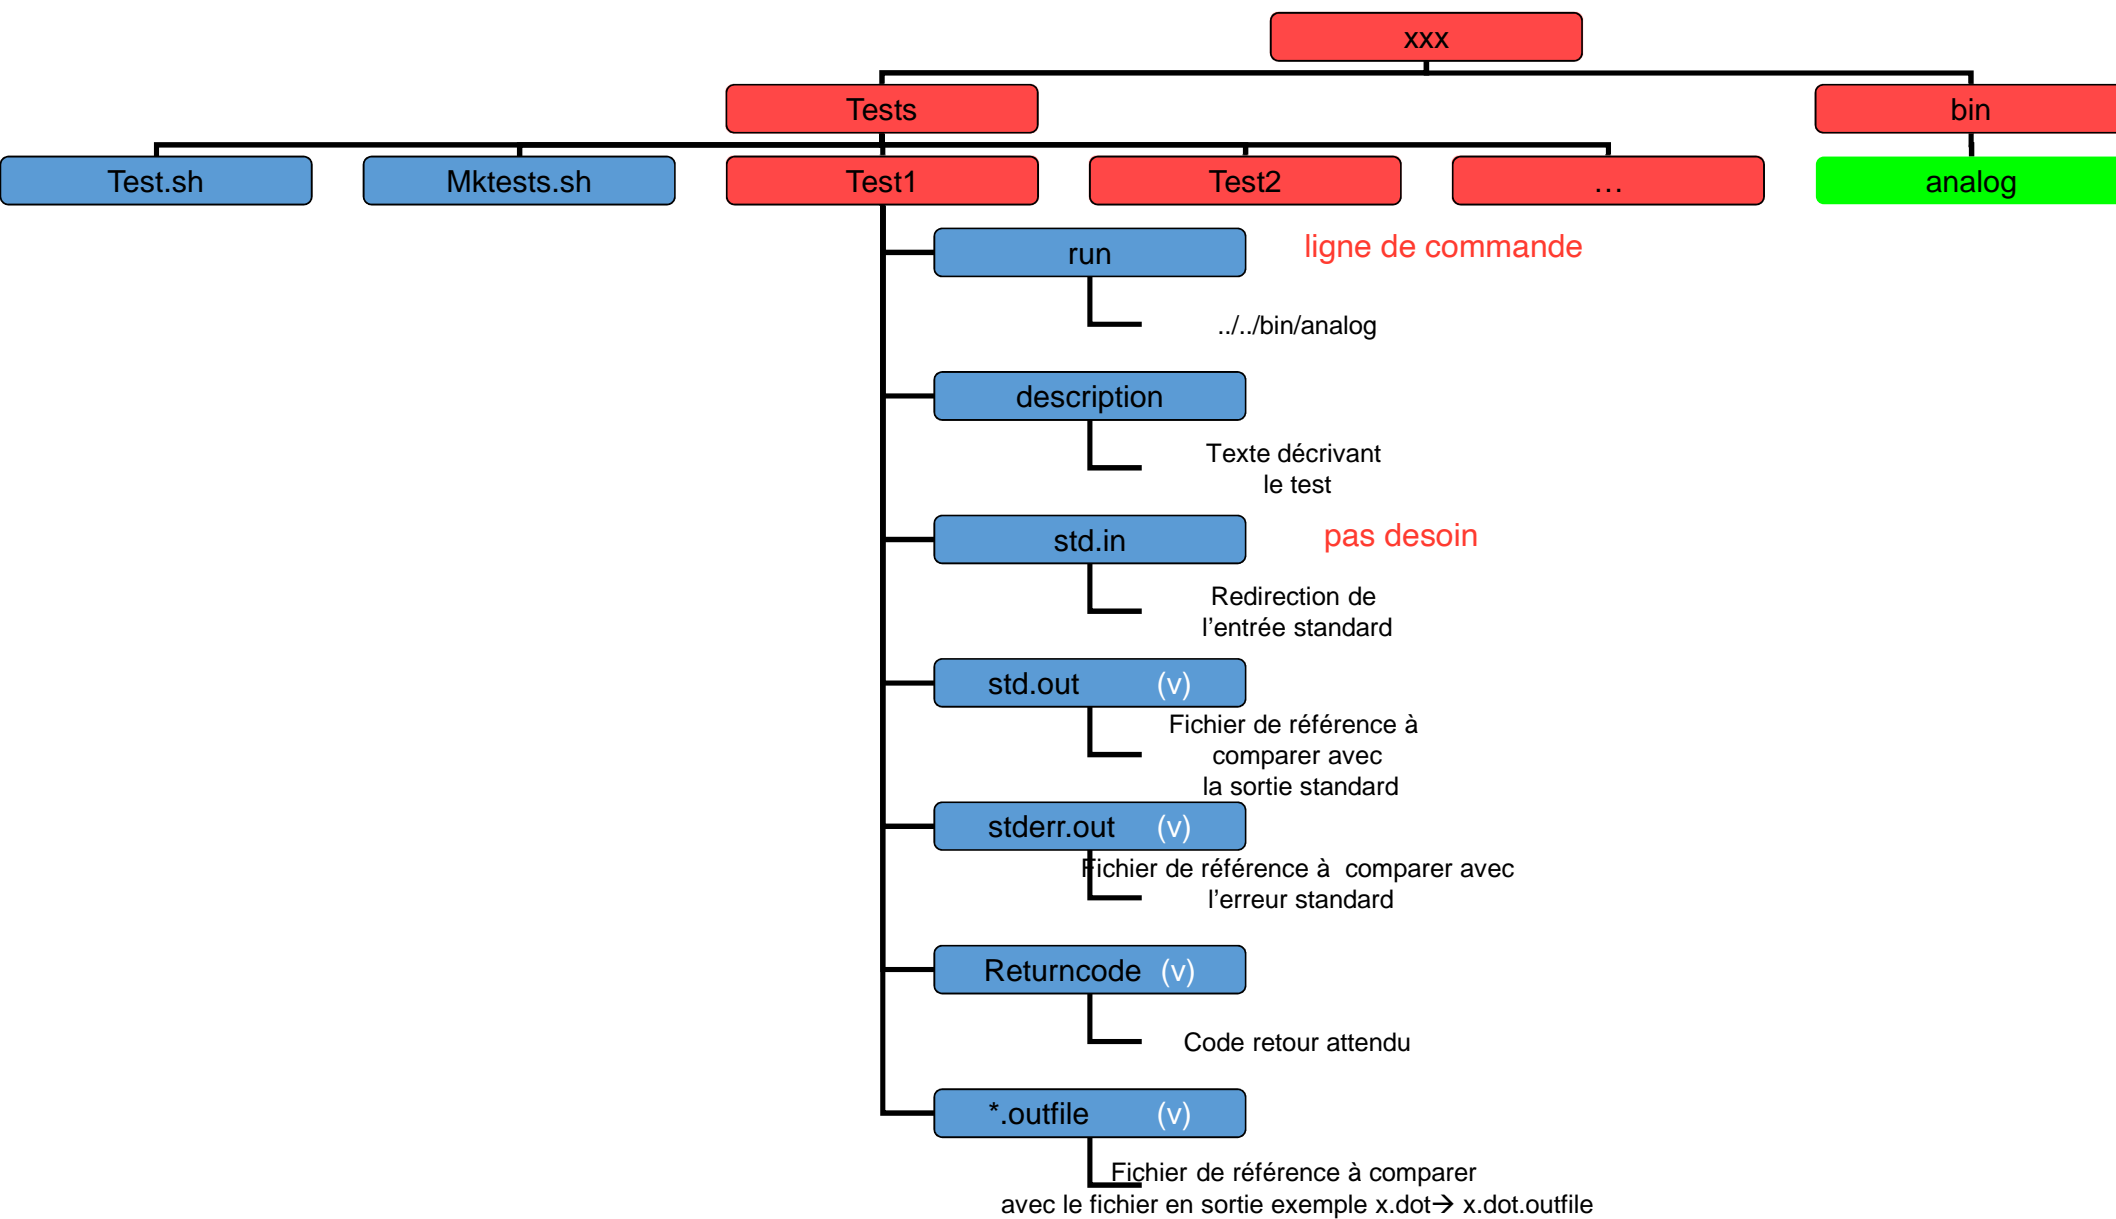 xxx
Tests
bin
Test.sh
Mktests.sh
Test1
Test2
…
analog
run
ligne de commande
../../bin/analog
description
Texte décrivant
le test
std.in
pas desoin
Redirection de
l’entrée standard
std.out (v)
Fichier de référence à
comparer avec
la sortie standard
stderr.out (v)
Fichier de référence à comparer avec
l’erreur standard
Returncode (v)
Code retour attendu
*.outfile (v)
Fichier de référence à comparer
avec le fichier en sortie exemple x.dot→ x.dot.outfile